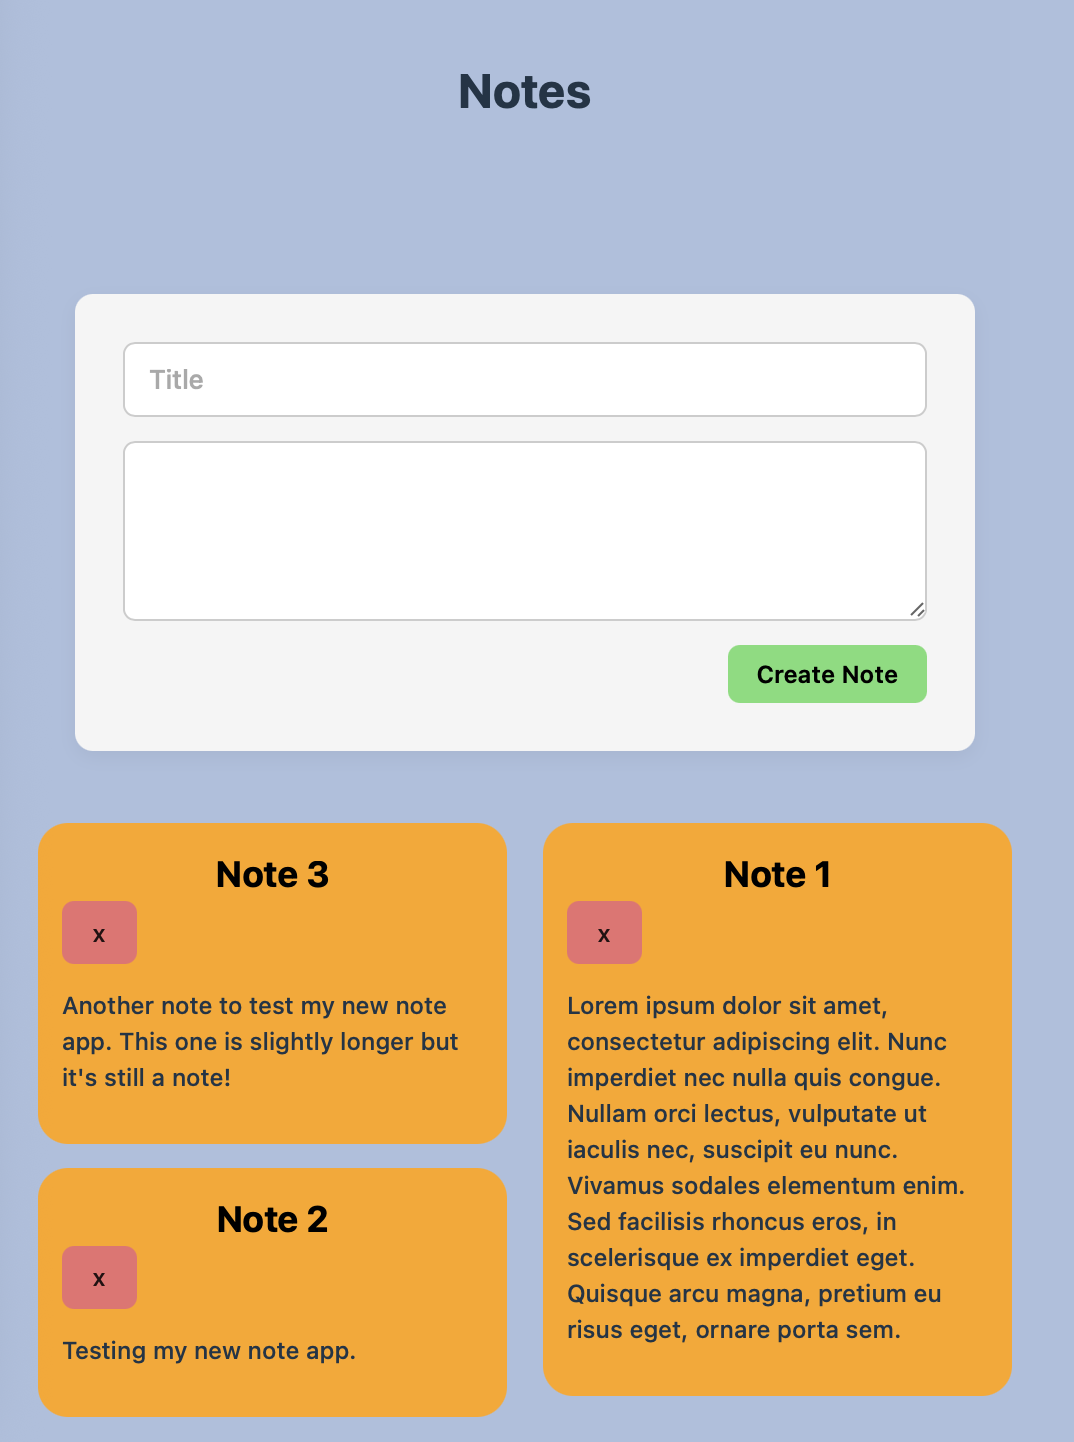 Notes
Title
Create Note
Note 3
x
Another note to test my new note
app. This one is slightly longer but
it's still a note!
Note 2
x
Testing my new note app.
Note 1
x
Lorem ipsum dolor sit amet,
consectetur adipiscing elit. Nunc
imperdiet nec nulla quis congue.
Nullam orci lectus, vulputate ut
iaculis nec, suscipit eu nunc.
Vivamus sodales elementum enim.
Sed facilisis rhoncus eros, in
scelerisque ex imperdiet eget.
Quisque arcu magna, pretium eu
risus eget, ornare porta sem.